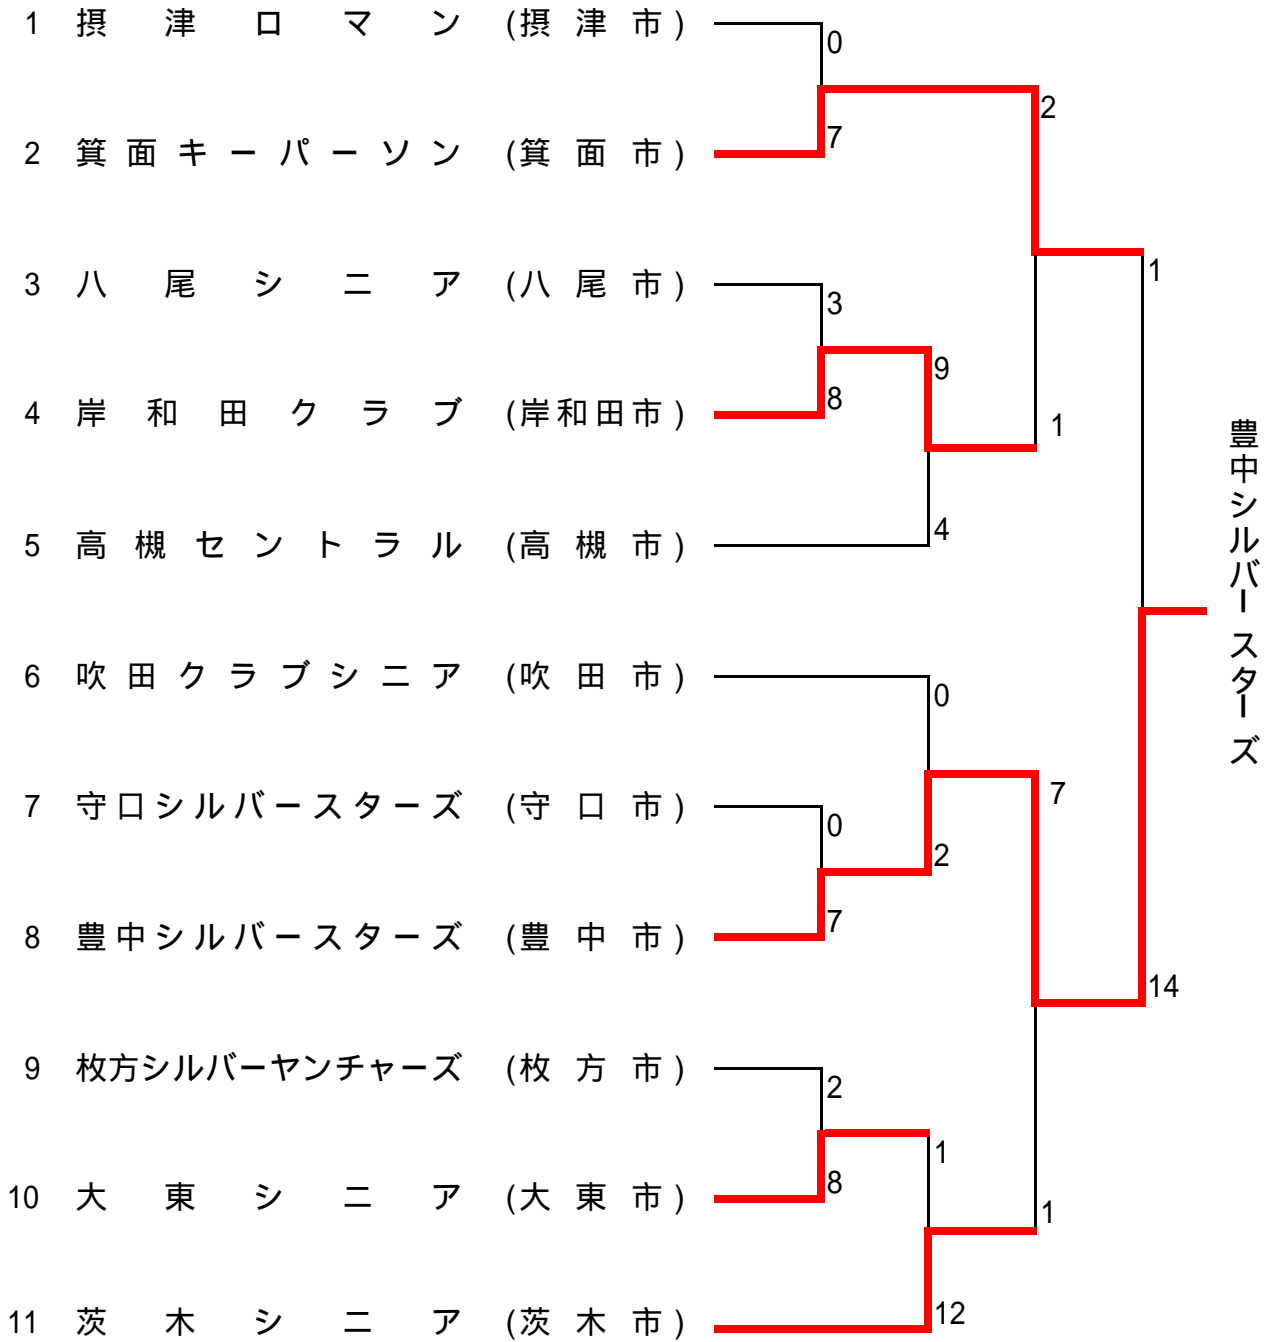 1 摂津ロマン (摂津市)
0
2
7
2 箕面キーパーソン (箕面市)
1
3 八尾シニア (八尾市)
3
9
8
4 岸和田クラブ (岸和田市)
1
4
5 高槻セントラル (高槻市)
豊中シルバースターズ
6 吹田クラブシニア (吹田市)
0
7
7 守口シルバースターズ (守口市)
0
2
7
8 豊中シルバースターズ (豊中市)
14
9 枚方シルバーヤンチャーズ (枚方市)
2
1
8
10 大東シニア (大東市)
1
12
11 茨木シニア (茨木市)